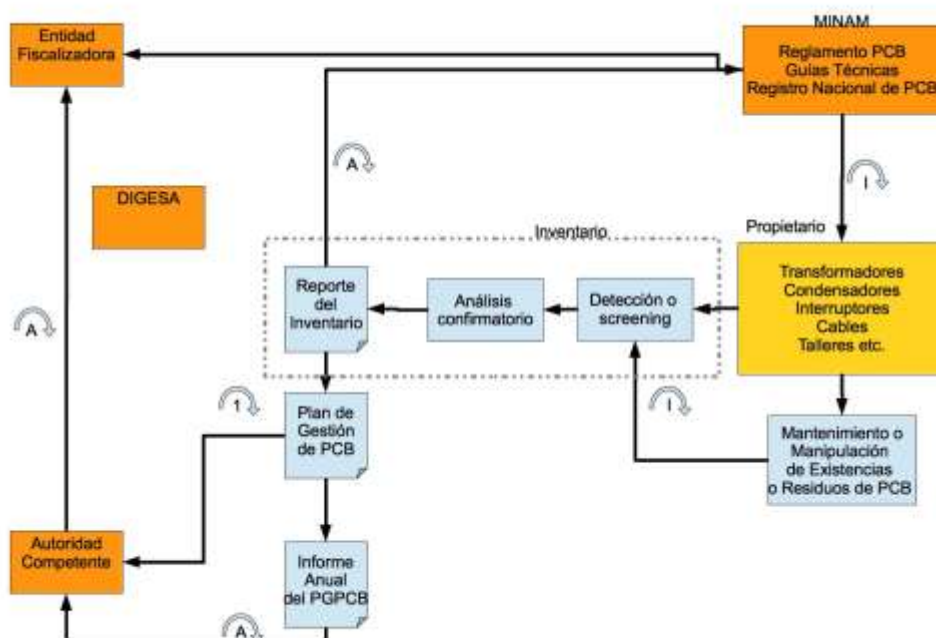 Entidad
Fiscalizadora
MINAM
Reglamento PCB
Guías Técnicas
Registro Nacional de PCB
A
I
DIGESA
Propietario
Inventario
Transformadores
Condensadores
Interruptores
Cables
Talleres etc.
Reporte
del
Inventario
Análisis
confirmatorio
Detección o
screening
A
1
I
Plan de
Gestión
de PCB
Mantenimiento o
Manipulación
de Existencias
o Residuos de PCB
Autoridad
Competente
Informe
Anual
del PGPCB
A